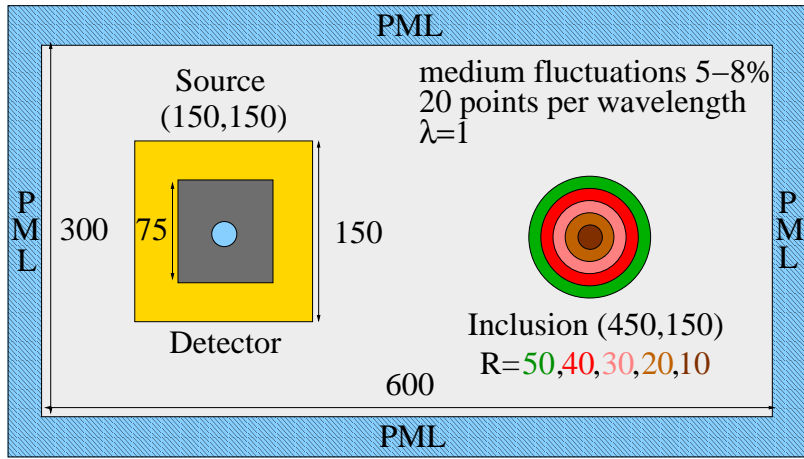 PML
Source
(150,150)
medium fluctuations 5–8%
20 points per wavelength
λ=1
P
M
L
300
75
150
P
M
L
Detector
Inclusion (450,150)
R=50,40,30,20,10
600
PML